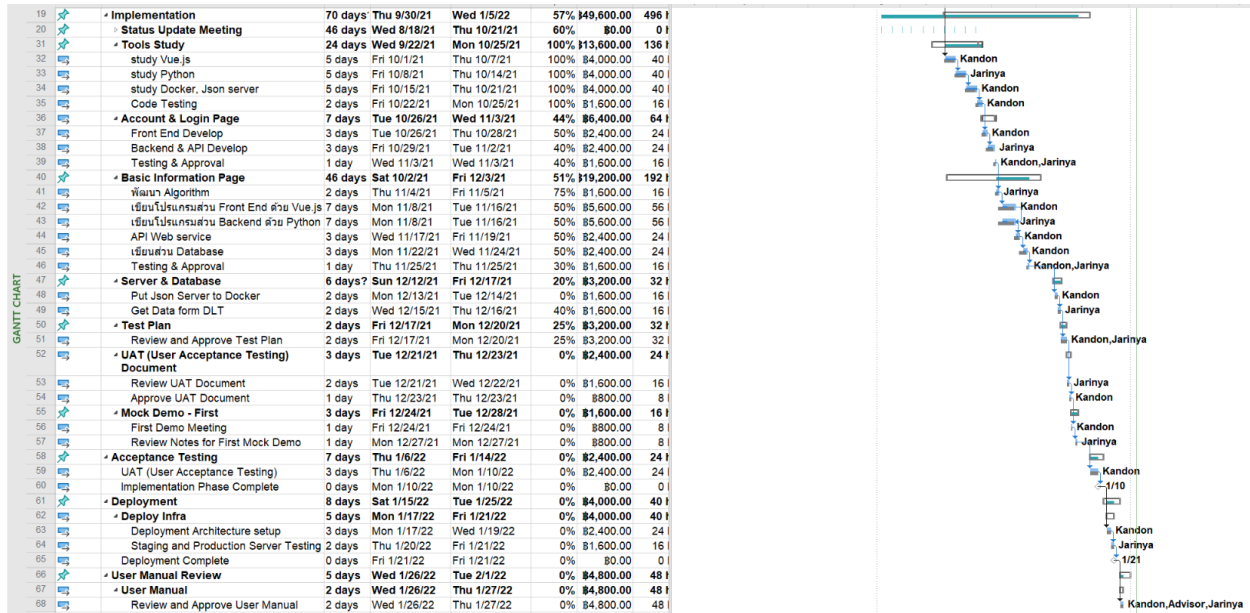 GANTT CHART
19 Implementation 70 days? Thu 9/30/21 Wed 1/5/22 57% ฿49,600.00 496 h
20 Status Update Meeting 46 days Wed 8/18/21 Thu 10/21/21 60% ฿0.00 0 h
31 Tools Study 24 days Wed 9/22/21 Mon 10/25/21 100% ฿13,600.00 136 h
32 study Vue.js 5 days Fri 10/1/21 Thu 10/7/21 100% ฿4,000.00 40 Kandon
33 study Python 5 days Fri 10/8/21 Thu 10/14/21 100% ฿4,000.00 40 Jarinya
34 study Docker, Json server 5 days Fri 10/15/21 Thu 10/21/21 100% ฿4,000.00 40 Kandon
35 Code Testing 2 days Fri 10/22/21 Mon 10/25/21 100% ฿1,600.00 16 Kandon
36 Account & Login Page 7 days Tue 10/26/21 Wed 11/3/21 44% ฿6,400.00 64 h
37 Front End Develop 3 days Tue 10/26/21 Thu 10/28/21 50% ฿2,400.00 24 Kandon
38 Backend & API Develop 3 days Fri 10/29/21 Tue 11/2/21 40% ฿2,400.00 24 Jarinya
39 Testing & Approval 1 day Wed 11/3/21 Wed 11/3/21 40% ฿1,600.00 16 Kandon,Jarinya
40 Basic Information Page 46 days Sat 10/2/21 Fri 12/3/21 51% ฿19,200.00 192 h
41 พัฒนา Algorithm 2 days Thu 11/4/21 Fri 11/5/21 75% ฿1,600.00 16 Jarinya
42 เขียนโปรแกรมส่วน Front End ด้วย Vue.js 7 days Mon 11/8/21 Tue 11/16/21 50% ฿5,600.00 56 Kandon
43 เขียนโปรแกรมส่วน Backend ด้วย Python 7 days Mon 11/8/21 Tue 11/16/21 50% ฿5,600.00 56 Jarinya
44 API Web service 3 days Wed 11/17/21 Fri 11/19/21 50% ฿2,400.00 24 Kandon
45 เขียนส่วน Database 3 days Mon 11/22/21 Wed 11/24/21 50% ฿2,400.00 24 Kandon
46 Testing & Approval 1 day Thu 11/25/21 Thu 11/25/21 30% ฿1,600.00 16 Kandon,Jarinya
47 Server & Database 6 days? Sun 12/12/21 Fri 12/17/21 20% ฿3,200.00 32 h
48 Put Json Server to Docker 2 days Mon 12/13/21 Tue 12/14/21 0% ฿1,600.00 16 Kandon
49 Get Data form DLT 2 days Wed 12/15/21 Thu 12/16/21 40% ฿1,600.00 16 Jarinya
50 Test Plan 2 days Fri 12/17/21 Mon 12/20/21 25% ฿3,200.00 32 h
51 Review and Approve Test Plan 2 days Fri 12/17/21 Mon 12/20/21 25% ฿3,200.00 32 Kandon,Jarinya
52 UAT (User Acceptance Testing) 3 days Tue 12/21/21 Thu 12/23/21 0% ฿2,400.00 24 h
Document
53 Review UAT Document 2 days Tue 12/21/21 Wed 12/22/21 0% ฿1,600.00 16 Jarinya
54 Approve UAT Document 1 day Thu 12/23/21 Thu 12/23/21 0% ฿800.00 8 Kandon
55 Mock Demo - First 3 days Fri 12/24/21 Tue 12/28/21 0% ฿1,600.00 16 h
56 First Demo Meeting 1 day Fri 12/24/21 Fri 12/24/21 0% ฿800.00 8 Kandon
57 Review Notes for First Mock Demo 1 day Mon 12/27/21 Mon 12/27/21 0% ฿800.00 8 Jarinya
58 Acceptance Testing 7 days Thu 1/6/22 Fri 1/14/22 0% ฿2,400.00 24 h
59 UAT (User Acceptance Testing) 3 days Thu 1/6/22 Mon 1/10/22 0% ฿2,400.00 24 Kandon
60 Implementation Phase Complete 0 days Mon 1/10/22 Mon 1/10/22 0% ฿0.00 0 1/10
61 Deployment 8 days Sat 1/15/22 Tue 1/25/22 0% ฿4,000.00 40 h
62 Deploy Infra 5 days Mon 1/17/22 Fri 1/21/22 0% ฿4,000.00 40 h
63 Deployment Architecture setup 3 days Mon 1/17/22 Wed 1/19/22 0% ฿2,400.00 24 Kandon
64 Staging and Production Server Testing 2 days Thu 1/20/22 Fri 1/21/22 0% ฿1,600.00 16 Jarinya
65 Deployment Complete 0 days Fri 1/21/22 Fri 1/21/22 0% ฿0.00 0 1/21
66 User Manual Review 5 days Wed 1/26/22 Tue 2/1/22 0% ฿4,800.00 48 h
67 User Manual 2 days Wed 1/26/22 Thu 1/27/22 0% ฿4,800.00 48 h
68 Review and Approve User Manual 2 days Wed 1/26/22 Thu 1/27/22 0% ฿4,800.00 48 Kandon,Advisor,Jarinya